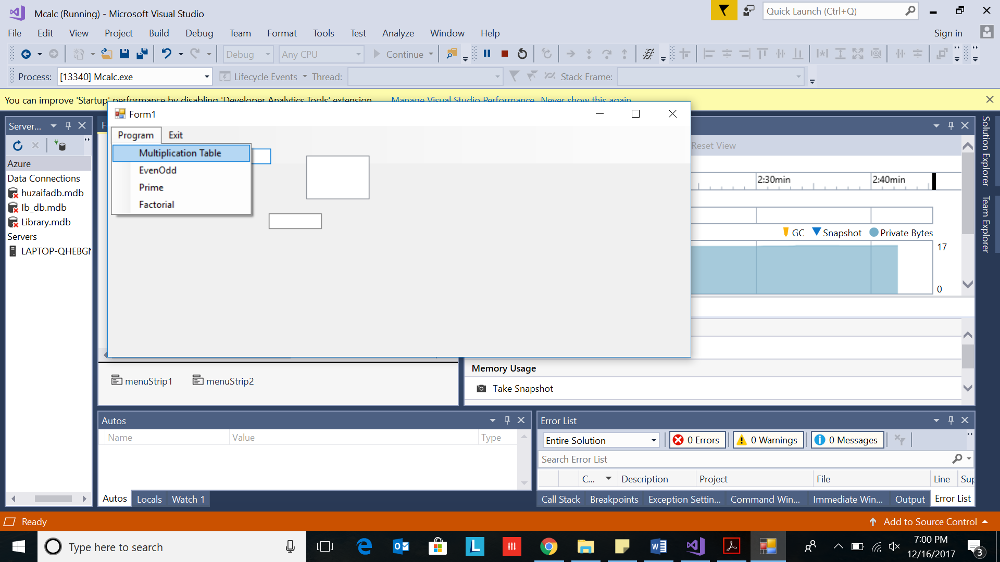 Mcalc (Running) - Microsoft Visual Studio
Quick Launch (Ctrl+Q)
File Edit View Project Build Debug Team Format Tools Test Analyze Window Help
Sign in
Debug Any CPU Continue
Process: [13340] Mcalc.exe Lifecycle Events Thread: Stack Frame:
You can improve 'Startup' performance by disabling 'Developer Analytics Tools' extension. Manage Visual Studio Performance Never show this again
Form1
Program Exit
Multiplication Table
EvenOdd
Prime
Factorial
Server...
Azure
Data Connections
huzaifadb.mdb
lb_db.mdb
Library.mdb
Servers
Reset View
2:30min 2:40min
GC Snapshot Private Bytes
17
0
Solution Explorer
Team Explorer
Memory Usage
Take Snapshot
menuStrip1 menuStrip2
Autos
Name Value Type
Autos Locals Watch 1
Error List
Entire Solution 0 Errors 0 Warnings 0 Messages
Search Error List
C... Description Project File Line
Call Stack Breakpoints Exception Settin... Command Win... Immediate Win... Output Error List
Ready
Add to Source Control
Type here to search
7:00 PM
12/16/2017
3